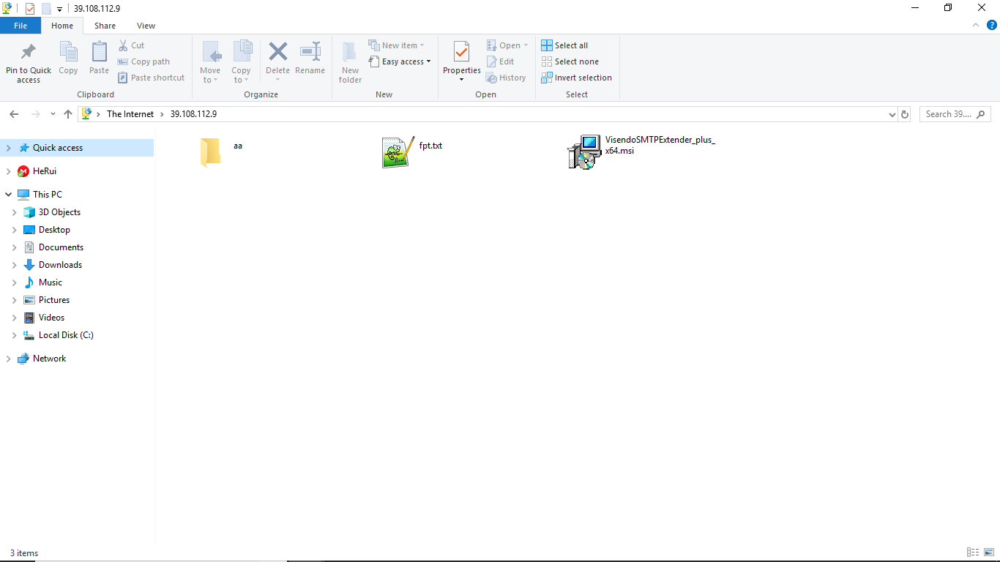 39.108.112.9
File Home Share View
Pin to Quick access
Copy
Paste
Cut
Copy path
Paste shortcut
Clipboard
Move to
Copy to
Delete
Rename
Organize
New folder
New item
Easy access
New
Properties
Open
Edit
History
Open
Select all
Select none
Invert selection
Select
The Internet 39.108.112.9
Search 39....
Quick access
HeRui
This PC
3D Objects
Desktop
Documents
Downloads
Music
Pictures
Videos
Local Disk (C:)
Network
aa
fpt.txt
VisendoSMTPExtender_plus_
x64.msi
3 items